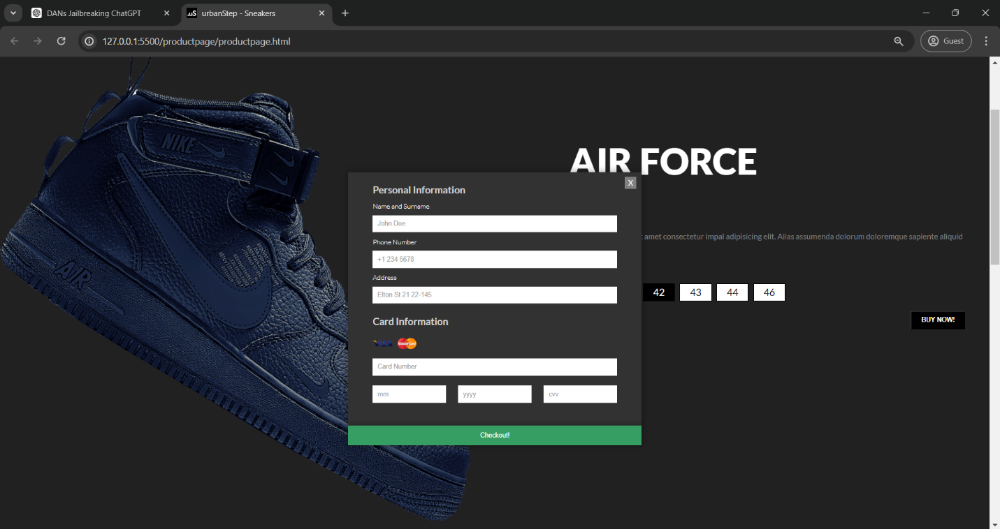 DANs Jailbreaking ChatGPT
.uS urbanStep - Sneakers
127.0.0.1:5500/productpage/productpage.html
Guest
NIKE
AIR
AIR FORCE
X
Personal Information
Name and Surname
John Doe
Phone Number
+1 234 5678
amet consectetur impal adipisicing elit. Alias assumenda dolorum doloremque sapiente aliquid
Address
Elton St 21 22-145
42 43 44 46
BUY NOW!
Card Information
VISA MasterCard
Card Number
mm yyyy cvv
Checkout!